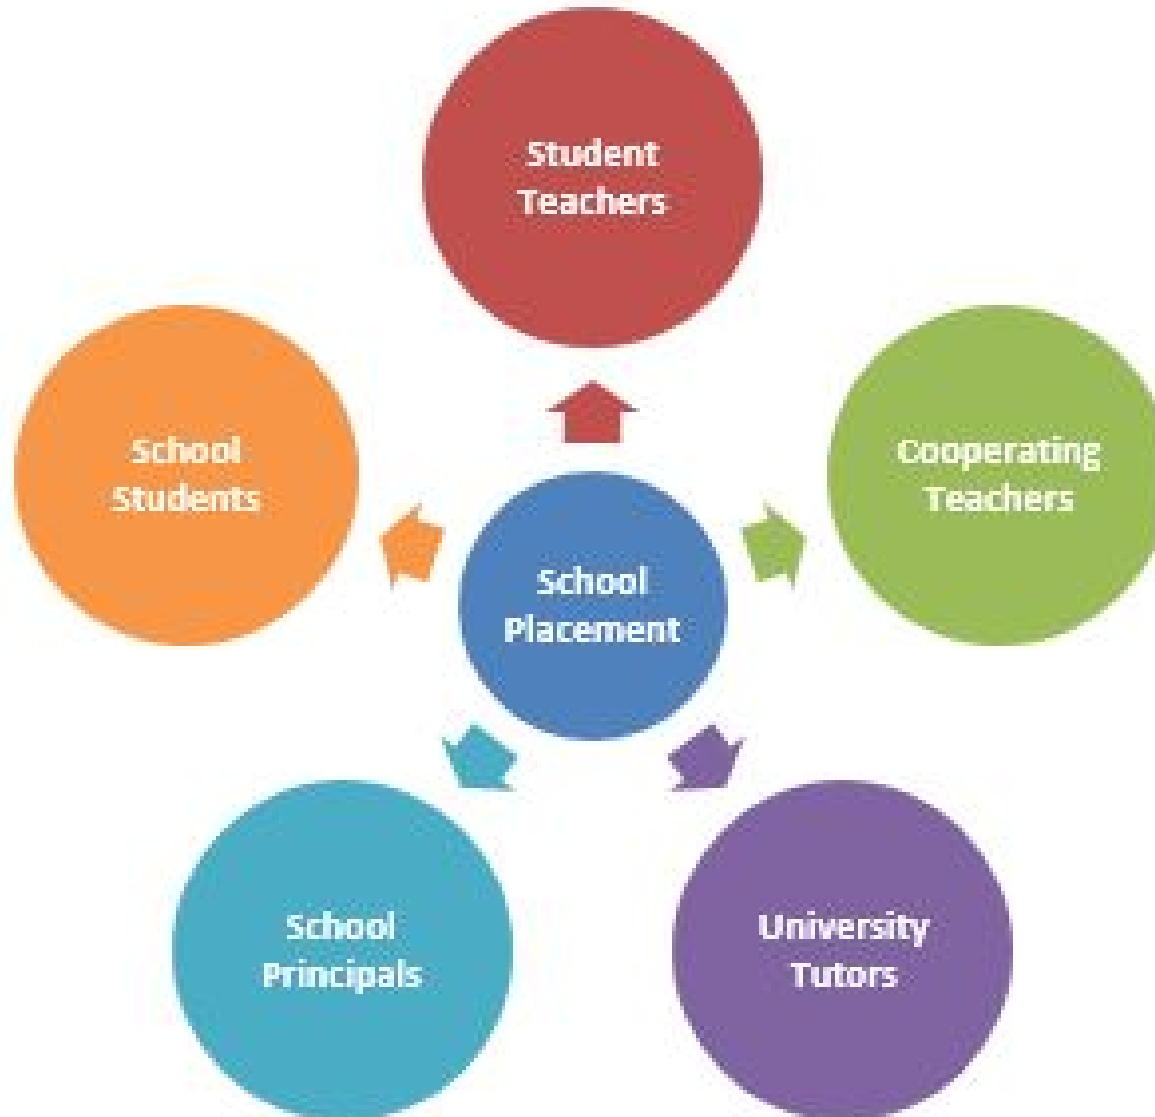 Student
Teachers
School
Students
Cooperating
Teachers
School
Placement
School
Principals
University
Tutors